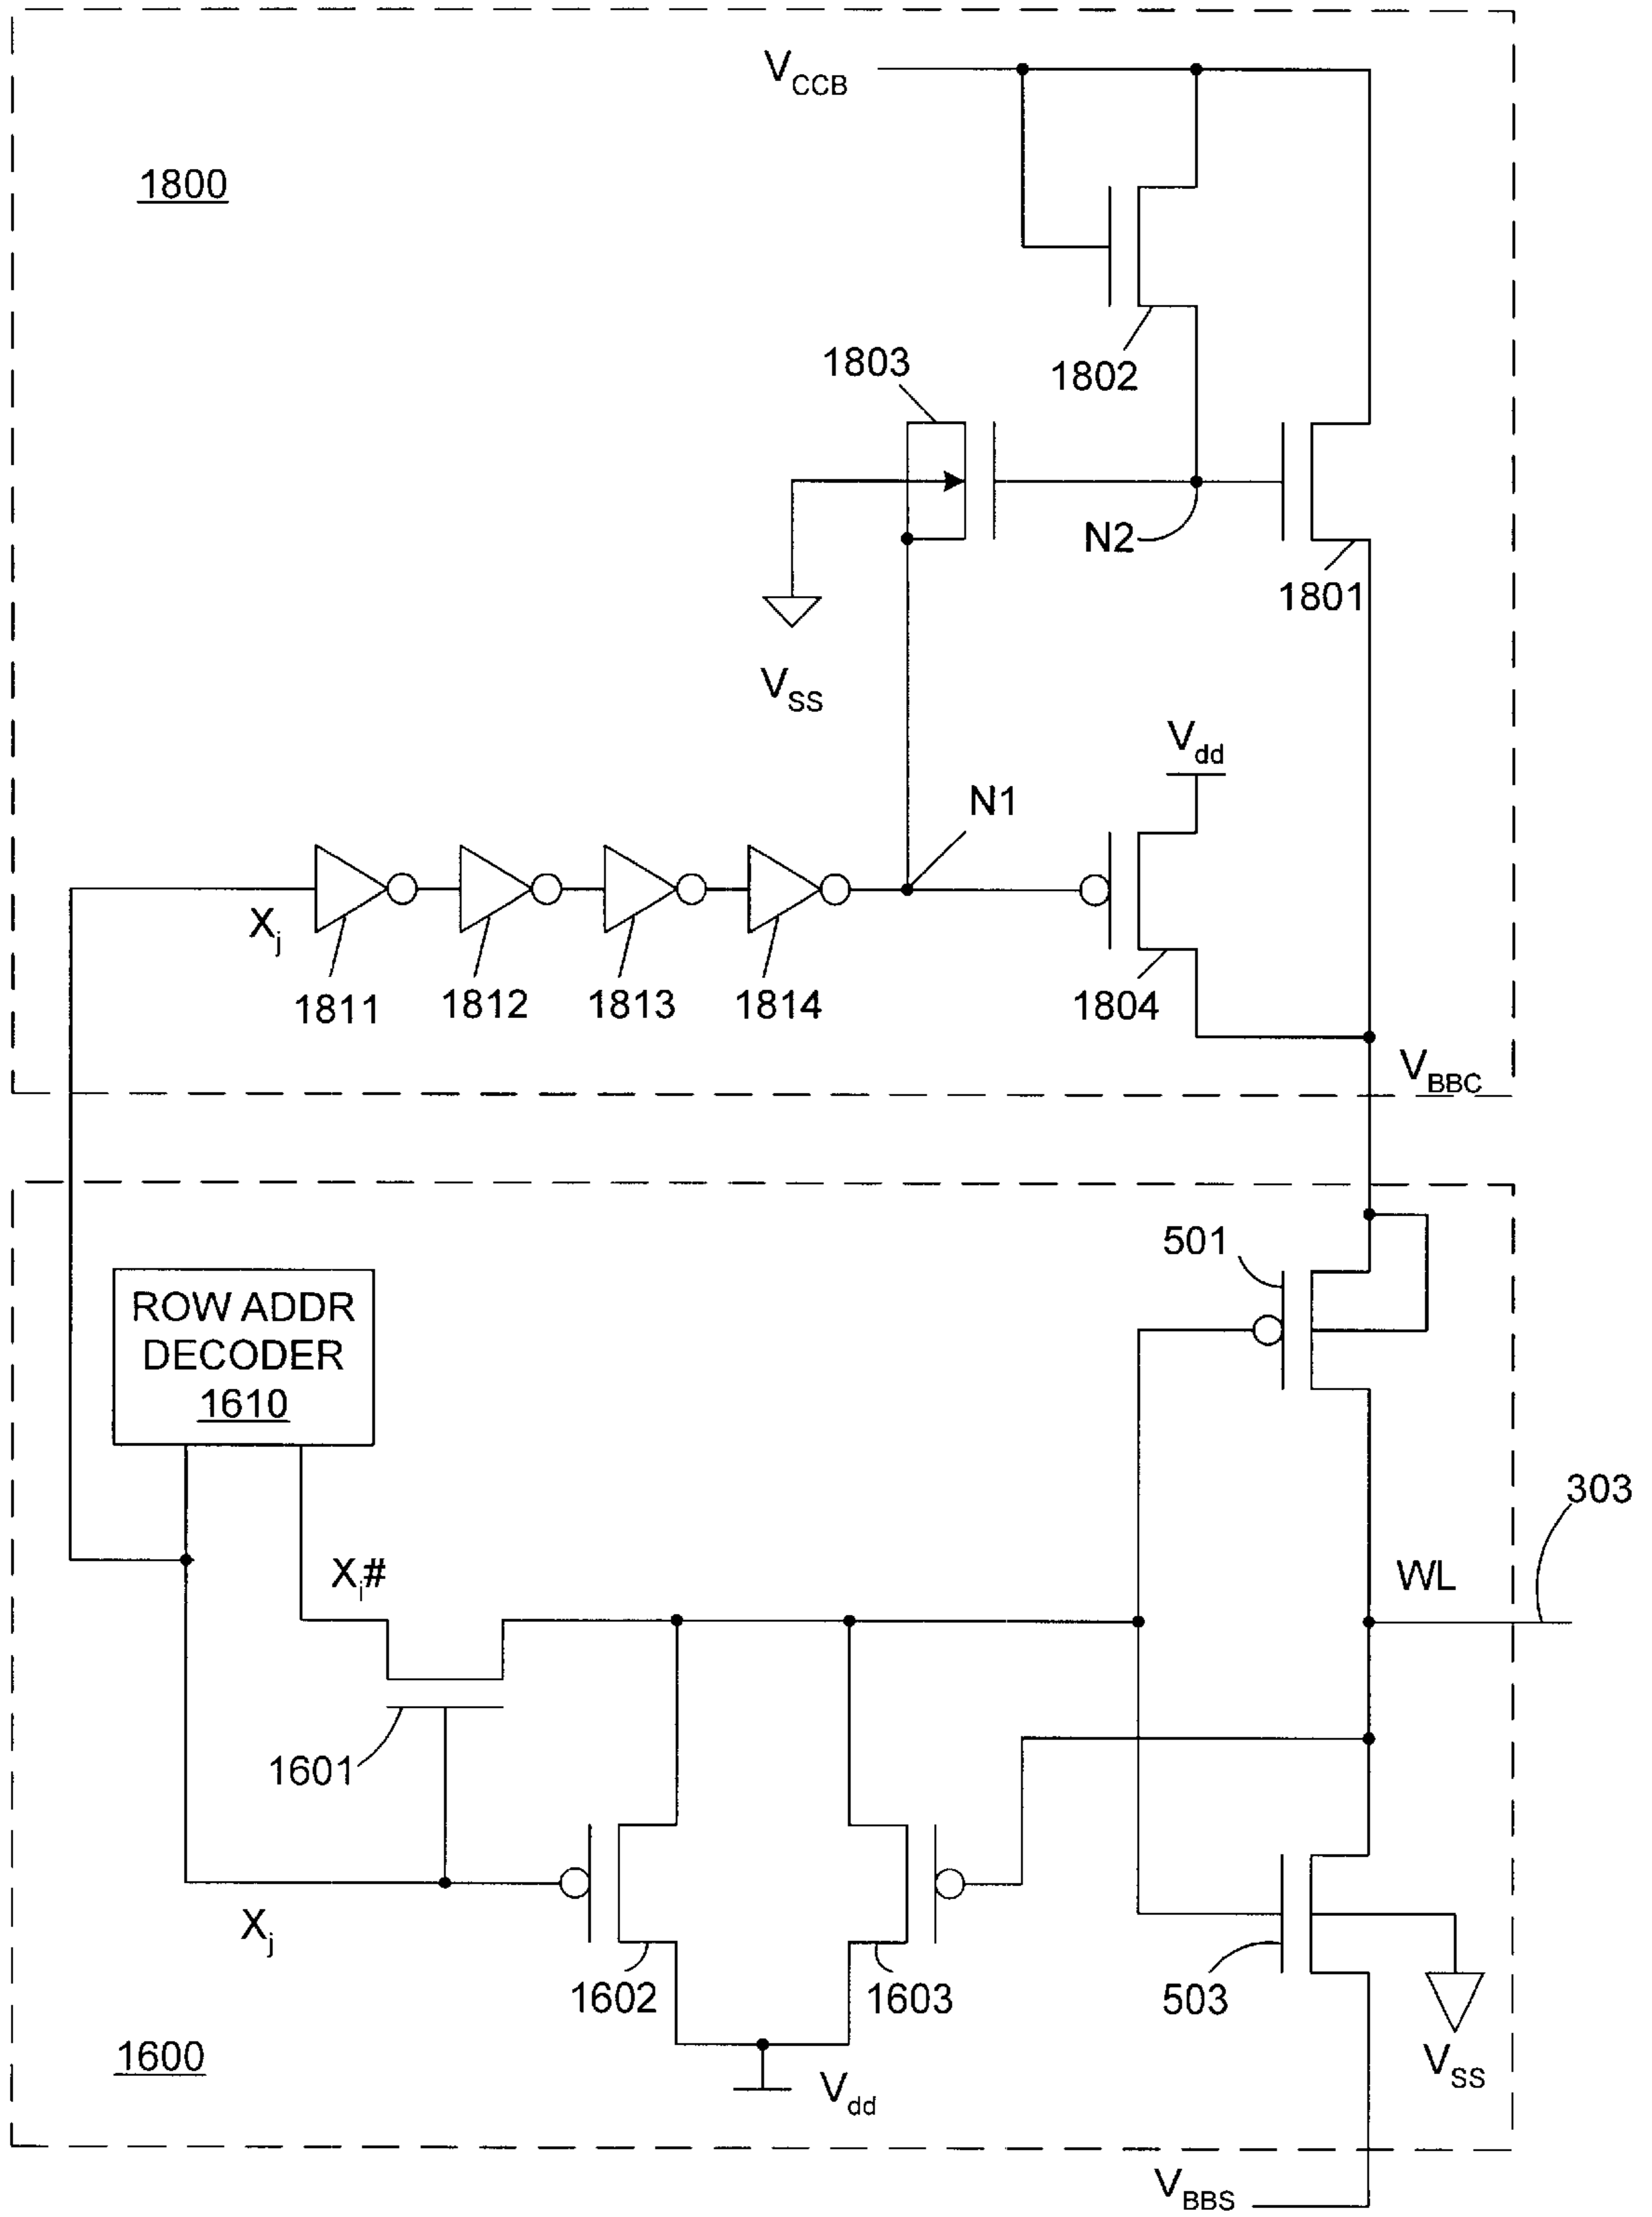 V_CCB
1800
1803
1802
N2
1801
V_SS
V_dd
N1
X_j
1811
1812
1813
1814
1804
V_BBC
501
ROW ADDR
DECODER
1610
303
X_i#
WL
1601
X_j
1602
1603
503
1600
V_dd
V_SS
V_BBS